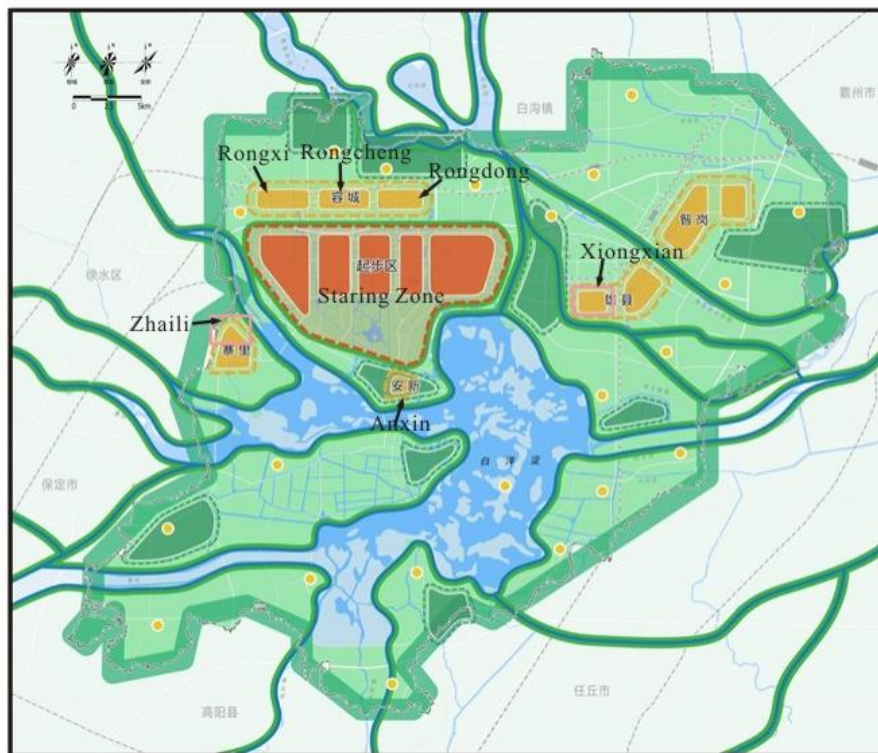 白沟镇
霸州市
0 2.5 5km
Rongxi
Rongcheng
Rongdong
容城
昝岗
起步区
Staring Zone
Xiongxian
雄县
徐水区
Zhaili
寨里
安新
Anxin
白洋淀
保定市
任丘市
高阳县